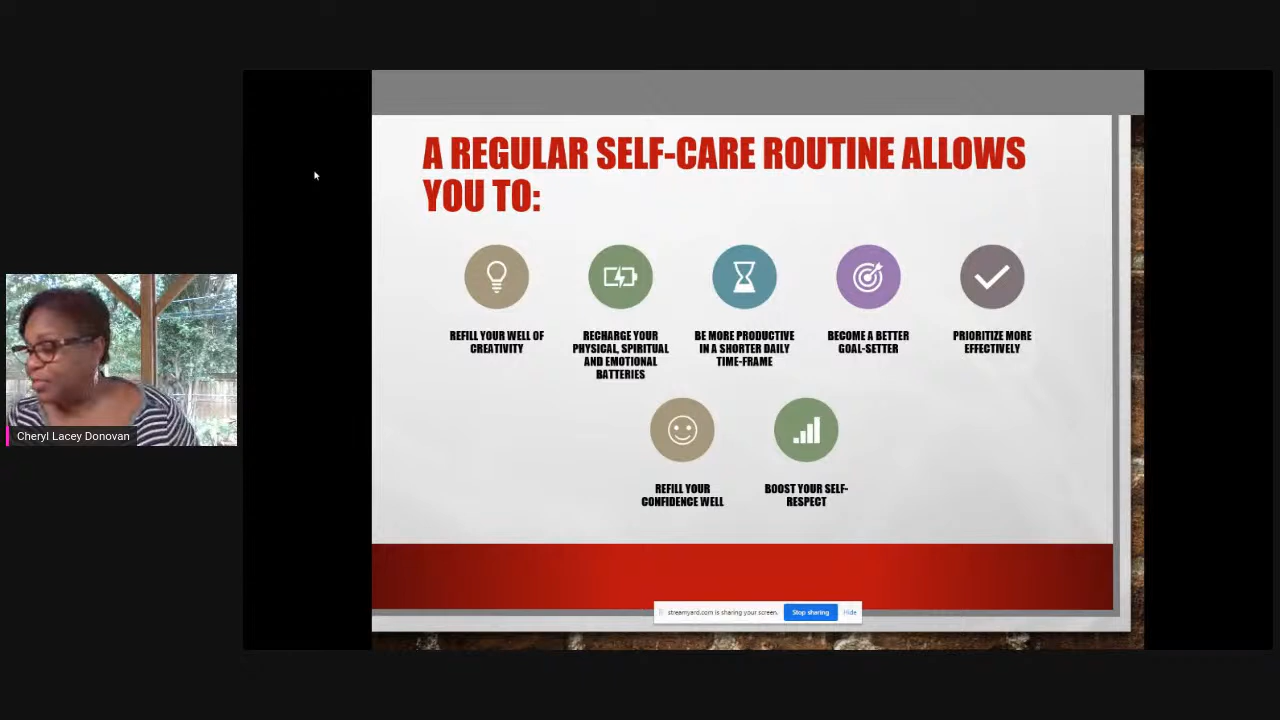 A REGULAR SELF-CARE ROUTINE ALLOWS
YOU TO:
REFILL YOUR WELL OF
CREATIVITY
RECHARGE YOUR
PHYSICAL, SPIRITUAL
AND EMOTIONAL
BATTERIES
BE MORE PRODUCTIVE
IN A SHORTER DAILY
TIME-FRAME
BECOME A BETTER
GOAL-SETTER
PRIORITIZE MORE
EFFECTIVELY
REFILL YOUR
CONFIDENCE WELL
BOOST YOUR SELF-
RESPECT
Cheryl Lacey Donovan
streamyard.com is sharing your screen.
Stop sharing
Hide